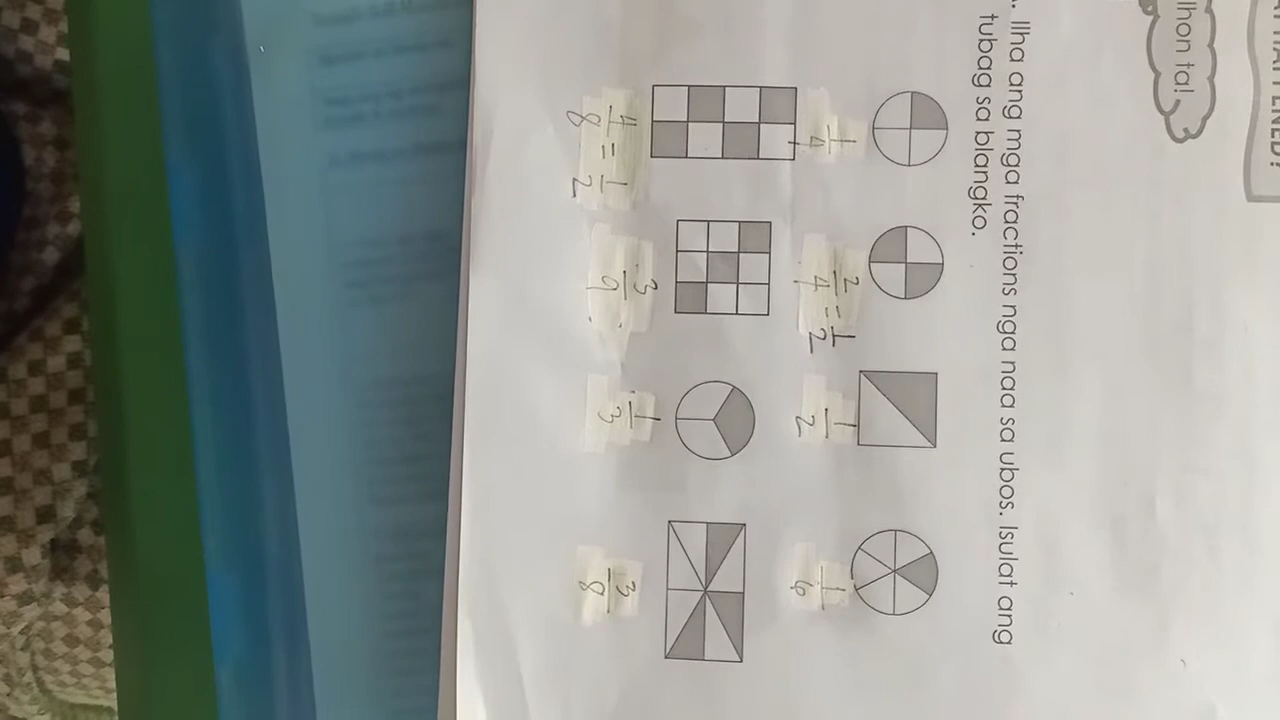 lhon ta!
. Ilha ang mga fractions nga naa sa ubos. Isulat ang
tubag sa blangko.
1/4 2/4 = 1/2 1/2 1/6
4/8 = 1/2 3/9 1/3 3/8